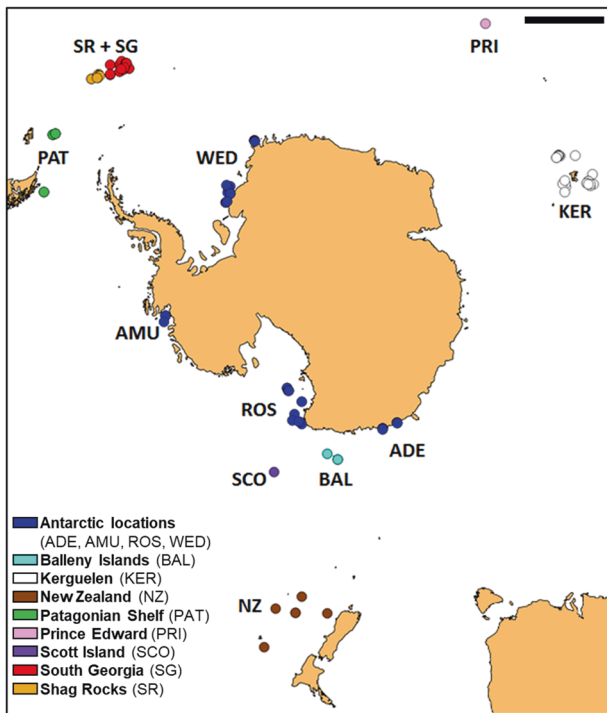 SR + SG
PRI
PAT
WED
KER
AMU
ROS
ADE
SCO
BAL
NZ
Antarctic locations
(ADE, AMU, ROS, WED)
Balleny Islands (BAL)
Kerguelen (KER)
New Zealand (NZ)
Patagonian Shelf (PAT)
Prince Edward (PRI)
Scott Island (SCO)
South Georgia (SG)
Shag Rocks (SR)